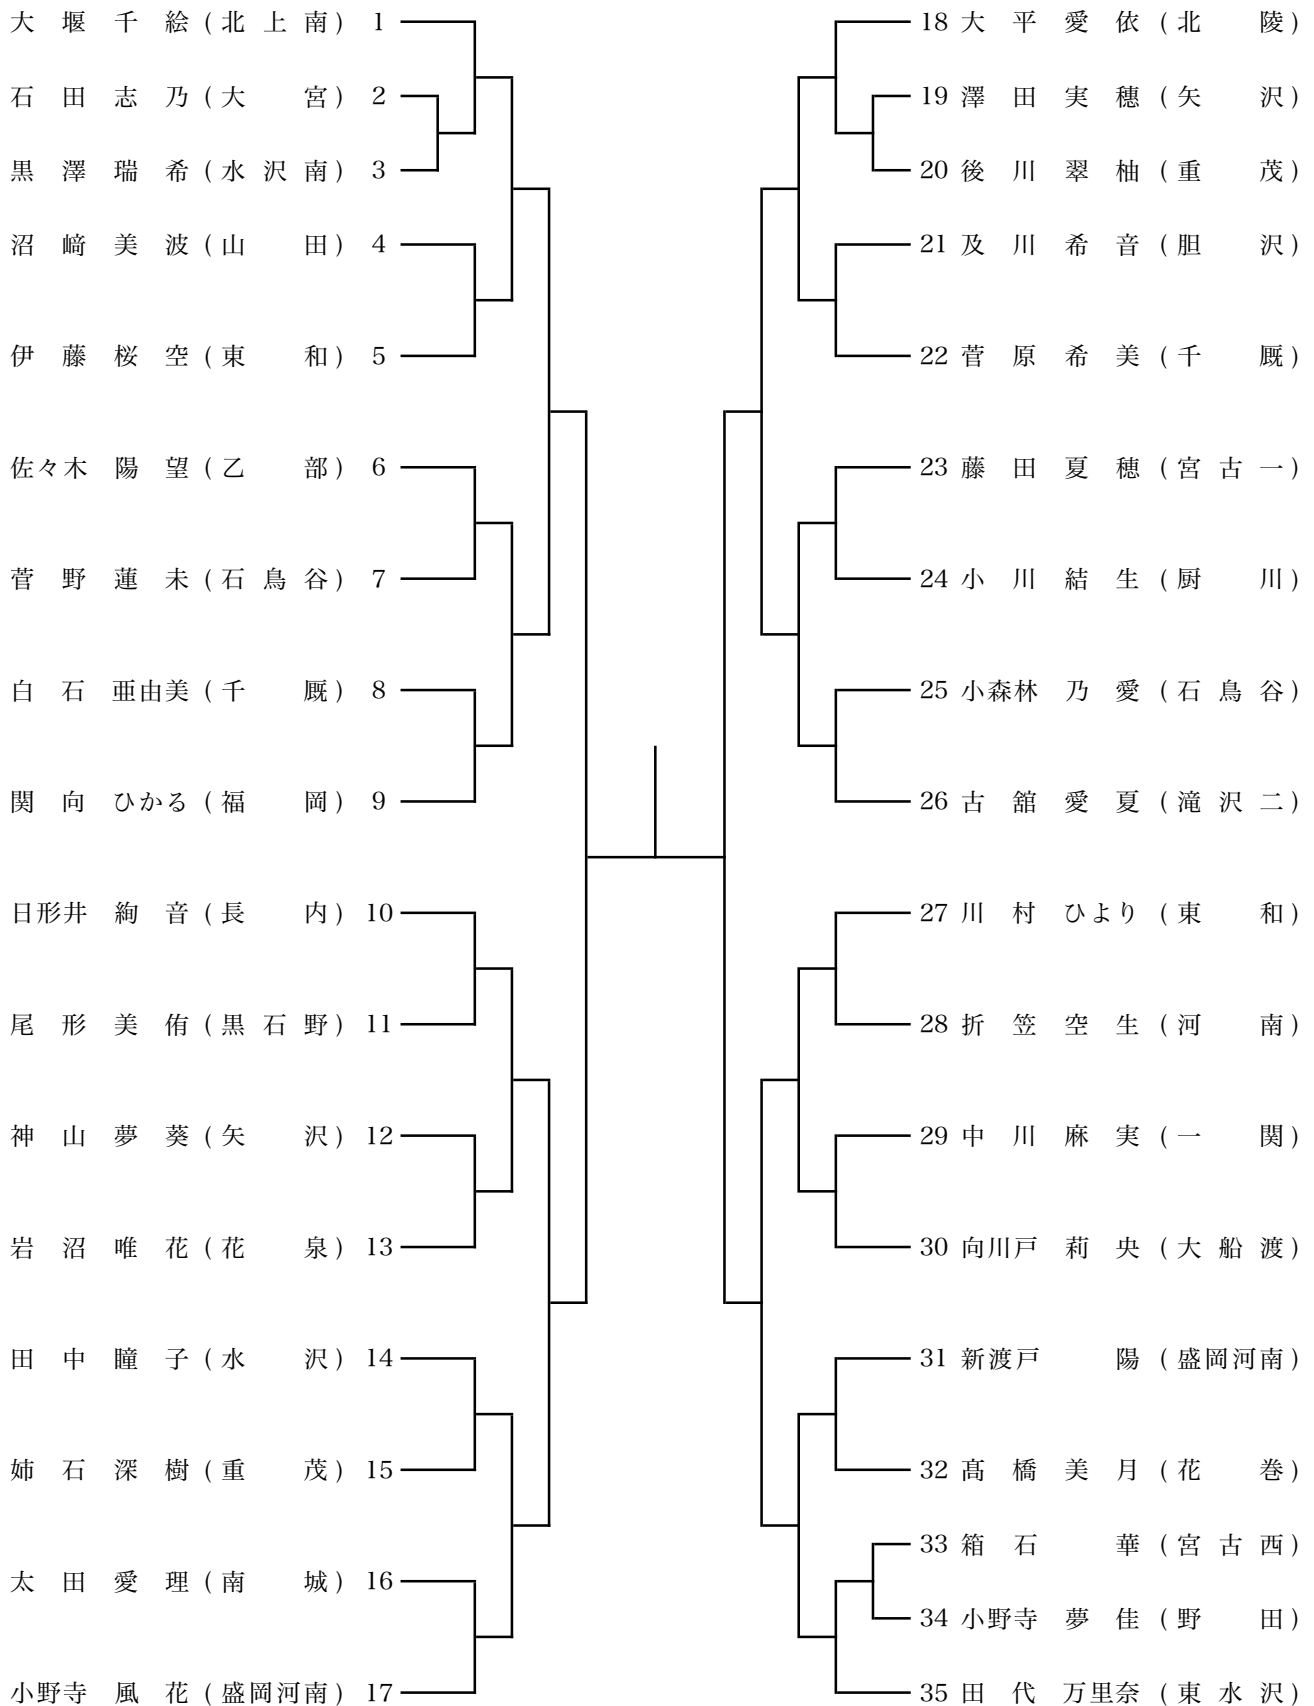 大堰千絵(北上南) 1
石田志乃(大宮) 2
黒澤瑞希(水沢南) 3
沼﨑美波(山田) 4
伊藤桜空(東和) 5
佐々木陽望(乙部) 6
菅野蓮未(石鳥谷) 7
白石亜由美(千厩) 8
関向ひかる(福岡) 9
日形井絢音(長内) 10
尾形美侑(黒石野) 11
神山夢葵(矢沢) 12
岩沼唯花(花泉) 13
田中瞳子(水沢) 14
姉石深樹(重茂) 15
太田愛理(南城) 16
小野寺風花(盛岡河南) 17
18 大平愛依(北陵)
19 澤田実穂(矢沢)
20 後川翠柚(重茂)
21 及川希音(胆沢)
22 菅原希美(千厩)
23 藤田夏穂(宮古一)
24 小川結生(厨川)
25 小森林乃愛(石鳥谷)
26 古舘愛夏(滝沢二)
27 川村ひより(東和)
28 折笠空生(河南)
29 中川麻実(一関)
30 向川戸莉央(大船渡)
31 新渡戸陽(盛岡河南)
32 髙橋美月(花巻)
33 箱石華(宮古西)
34 小野寺夢佳(野田)
35 田代万里奈(東水沢)